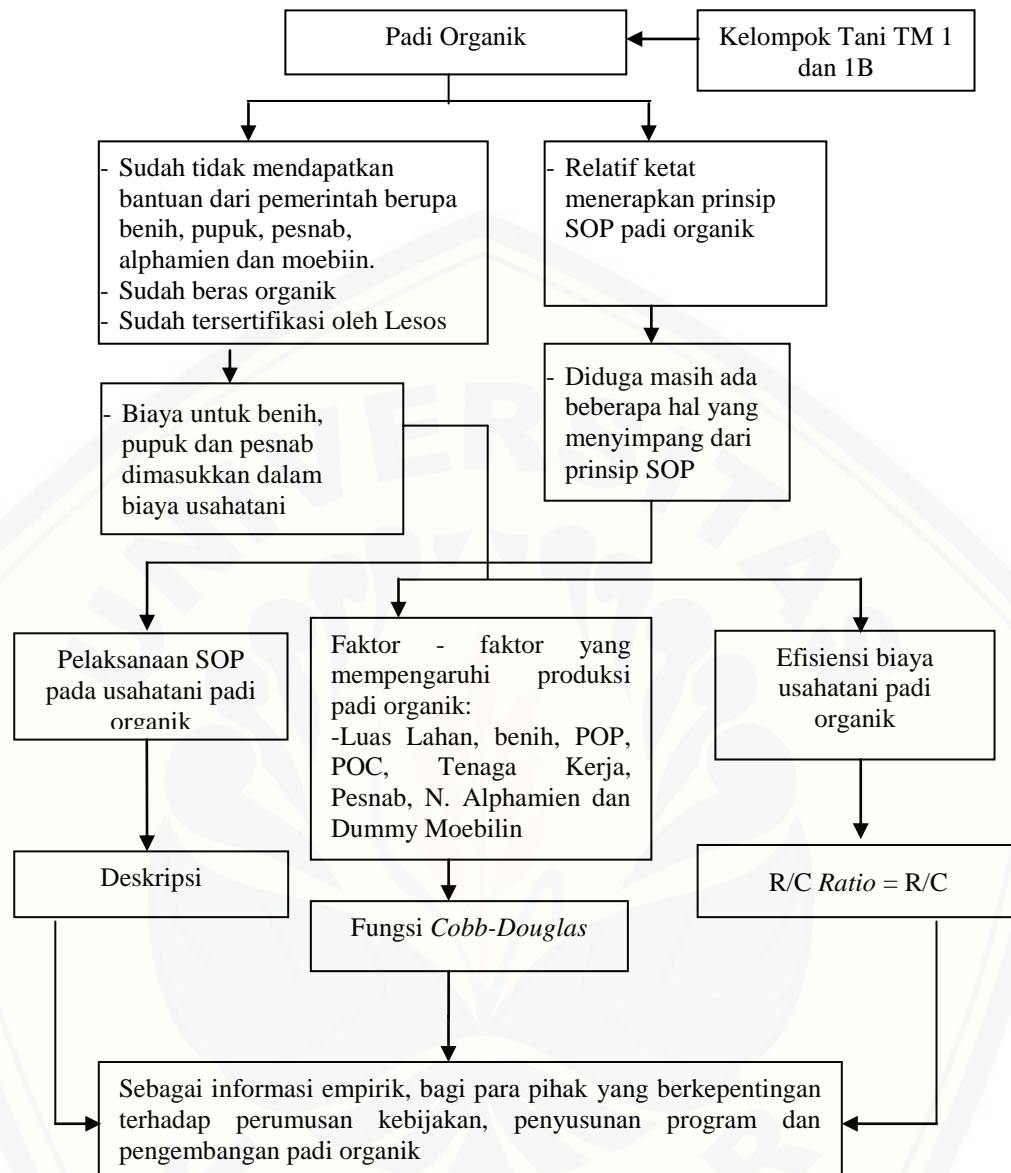 Padi Organik
Kelompok Tani TM 1
dan 1B
- Sudah tidak mendapatkan
bantuan dari pemerintah berupa
benih, pupuk, pesnab,
alphamien dan moebiin.
- Sudah beras organik
- Sudah tersertifikasi oleh Lesos
- Relatif ketat
menerapkan prinsip
SOP padi organik
- Biaya untuk benih,
pupuk dan pesnab
dimasukkan dalam
biaya usahatani
- Diduga masih ada
beberapa hal yang
menyimpang dari
prinsip SOP
Pelaksanaan SOP
pada usahatani padi
organik
Faktor - faktor yang
mempengaruhi produksi
padi organik:
-Luas Lahan, benih, POP,
POC, Tenaga Kerja,
Pesnab, N. Alphamien dan
Dummy Moebilin
Efisiensi biaya
usahatani padi
organik
Deskripsi
Fungsi Cobb-Douglas
R/C Ratio = R/C
Sebagai informasi empirik, bagi para pihak yang berkepentingan
terhadap perumusan kebijakan, penyusunan program dan
pengembangan padi organik
UNIVERSITAS